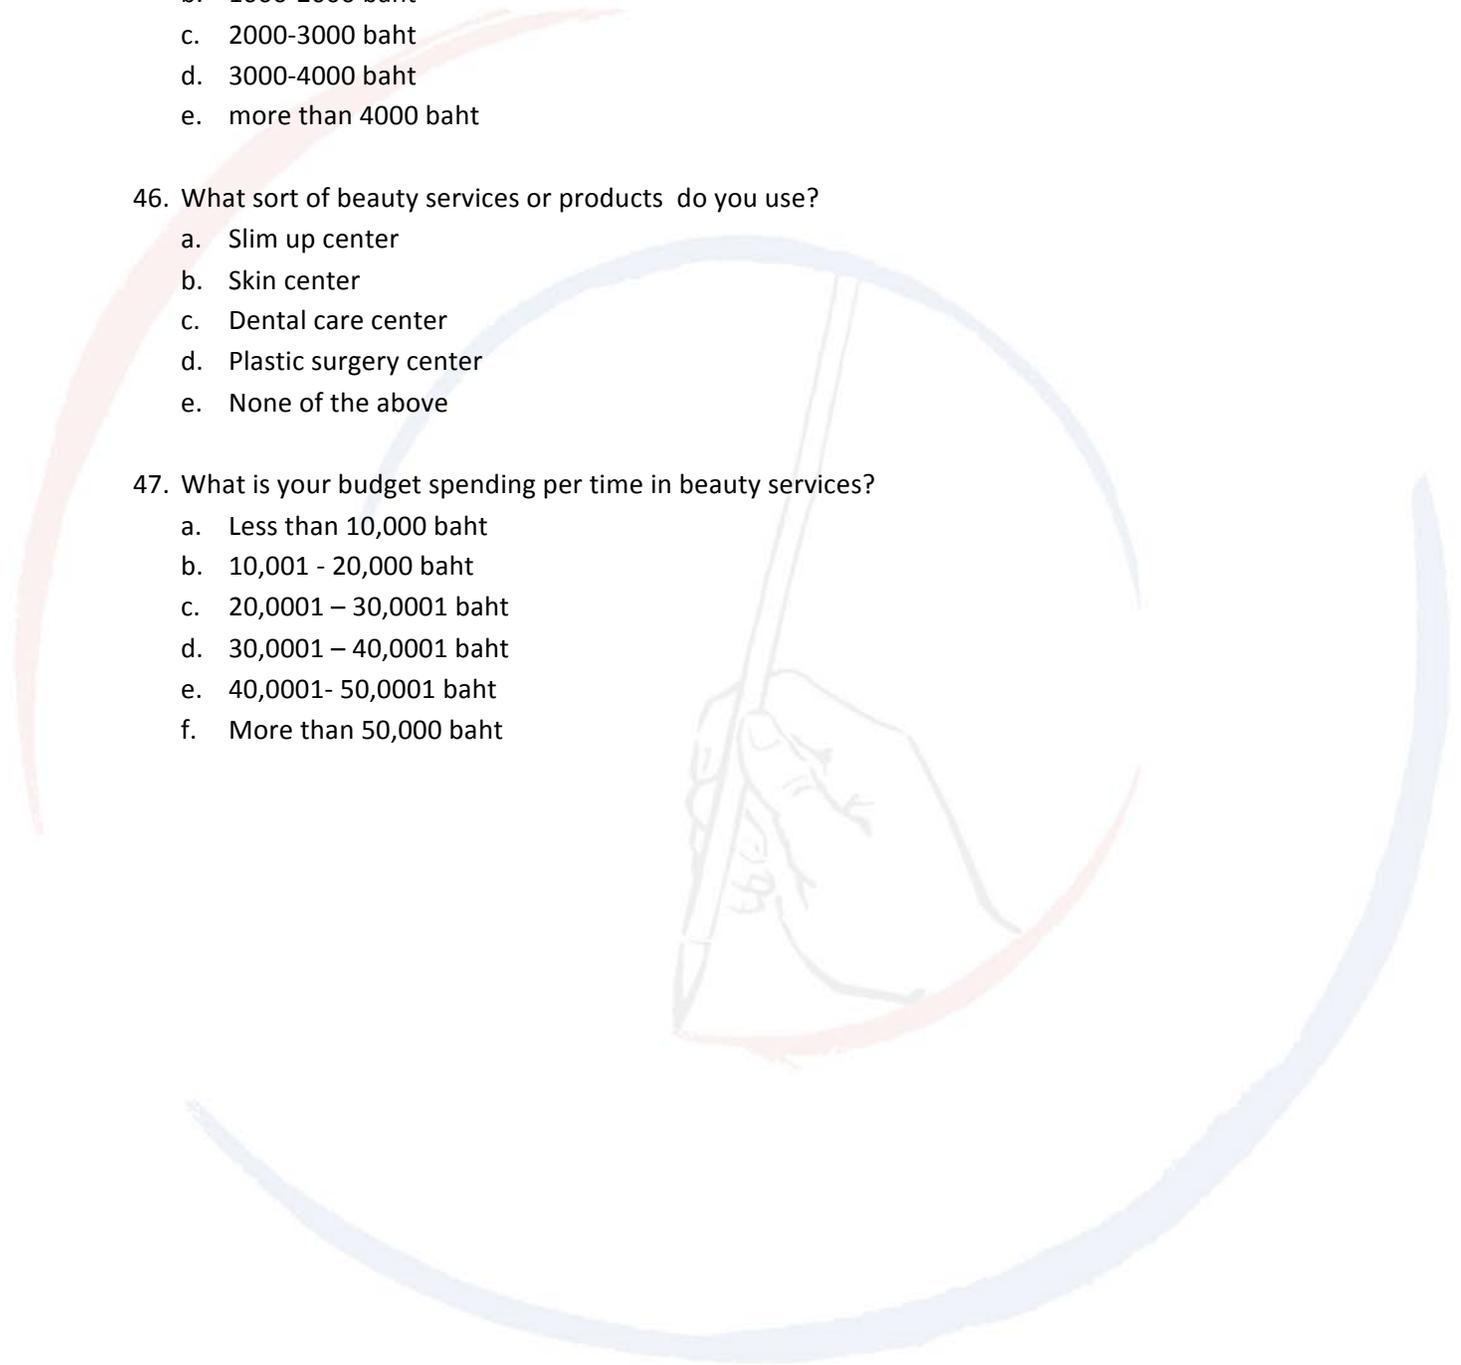 c. 2000-3000 baht
d. 3000-4000 baht
e. more than 4000 baht
46. What sort of beauty services or products  do you use?
a. Slim up center
b. Skin center
c. Dental care center
d. Plastic surgery center
e. None of the above
47. What is your budget spending per time in beauty services?
a. Less than 10,000 baht
b. 10,001 - 20,000 baht
c. 20,0001 – 30,0001 baht
d. 30,0001 – 40,0001 baht
e. 40,0001- 50,0001 baht
f. More than 50,000 baht